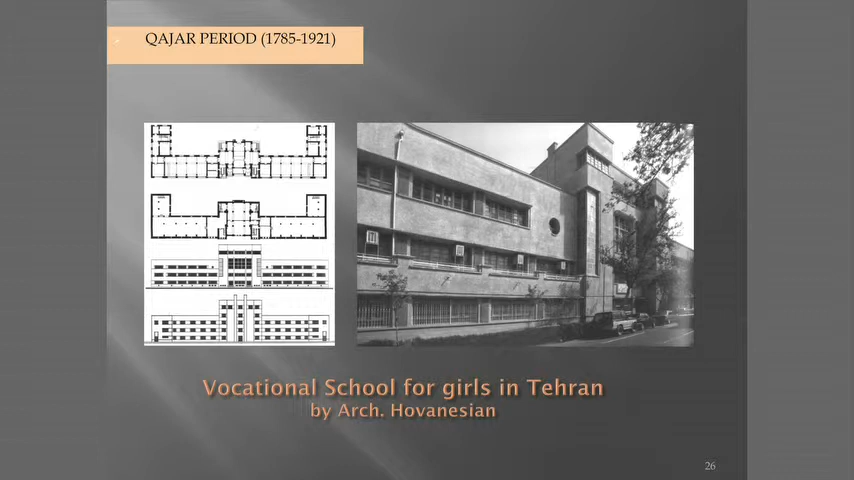 QAJAR PERIOD (1785-1921)
Vocational School for girls in Tehran
by Arch. Hovanesian
26